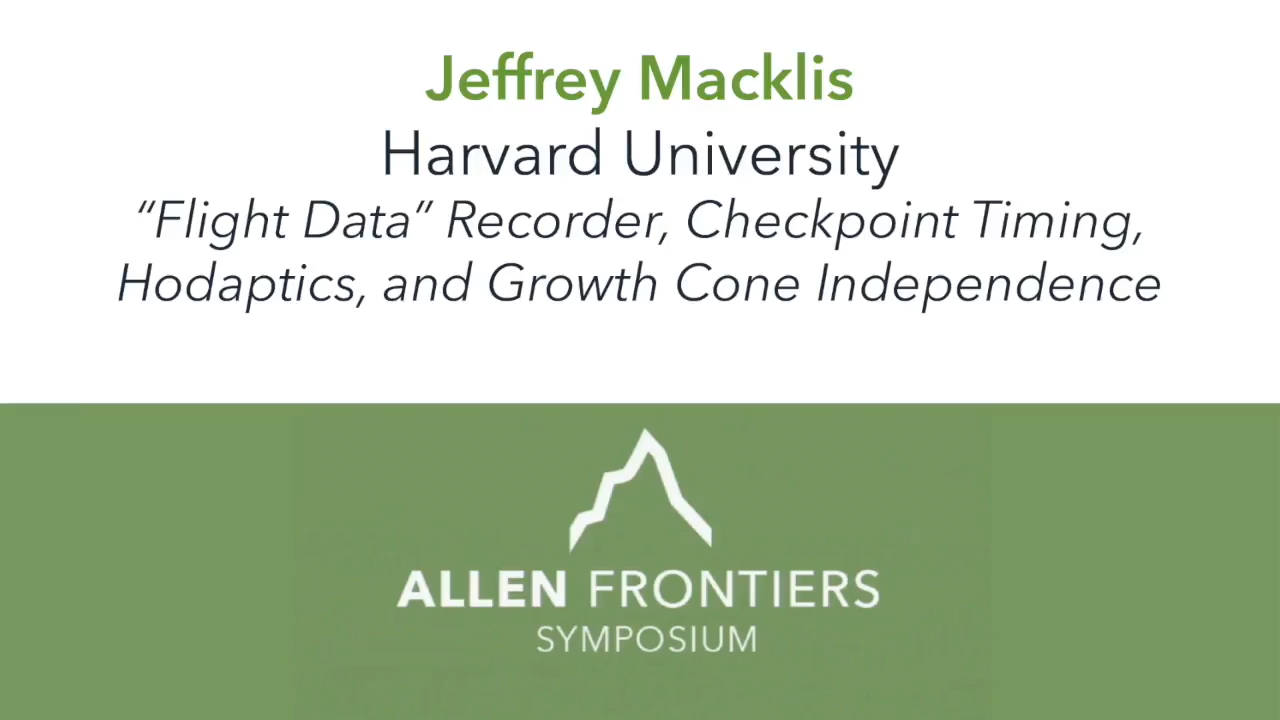 Jeffrey Macklis
Harvard University
“Flight Data” Recorder, Checkpoint Timing,
Hodaptics, and Growth Cone Independence
ALLEN FRONTIERS
SYMPOSIUM